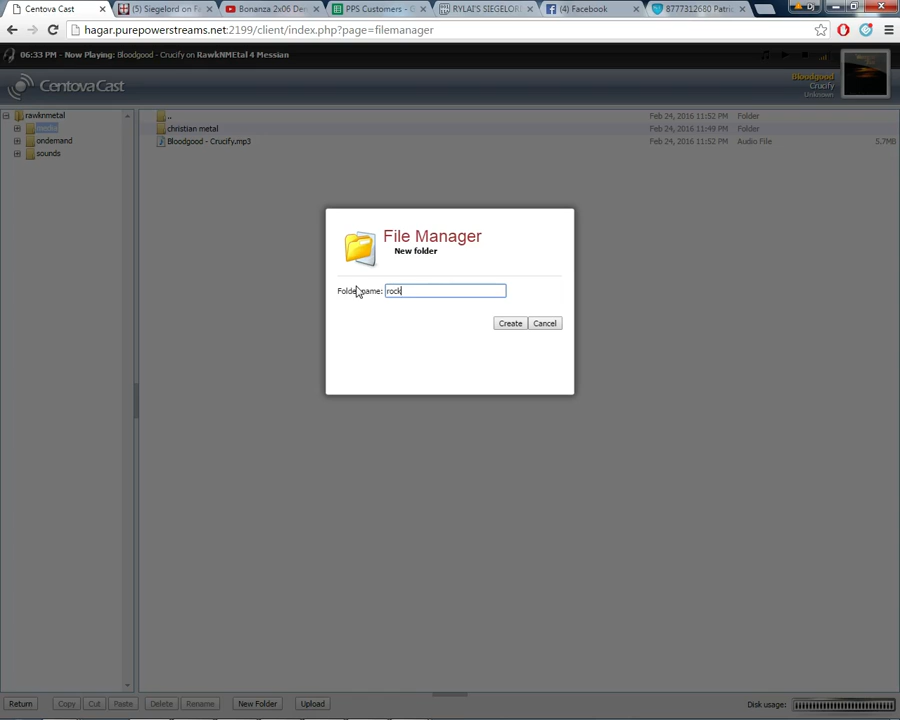 Centova Cast
(5) Siegelord on F
Bonanza 2x06 De
PPS Customers - G
RYLAI'S SIEGELOR
(4) Facebook
8777312680 Patri
Dj
hagar.purepowerstreams.net:2199/client/index.php?page=filemanager
06:33 PM - Now Playing: Bloodgood - Crucify on RawkNMEtal 4 Messian
CentovaCast
Bloodgood
Crucify
Unknown
rawknmetal
media
ondemand
sounds
.. Feb 24, 2016 11:52 PM Folder
christian metal Feb 24, 2016 11:49 PM Folder
Bloodgood - Crucify.mp3 Feb 24, 2016 11:52 PM Audio File 5.7MB
File Manager
New folder
Folder name: rock
Create Cancel
Return Copy Cut Paste Delete Rename New Folder Upload Disk usage: